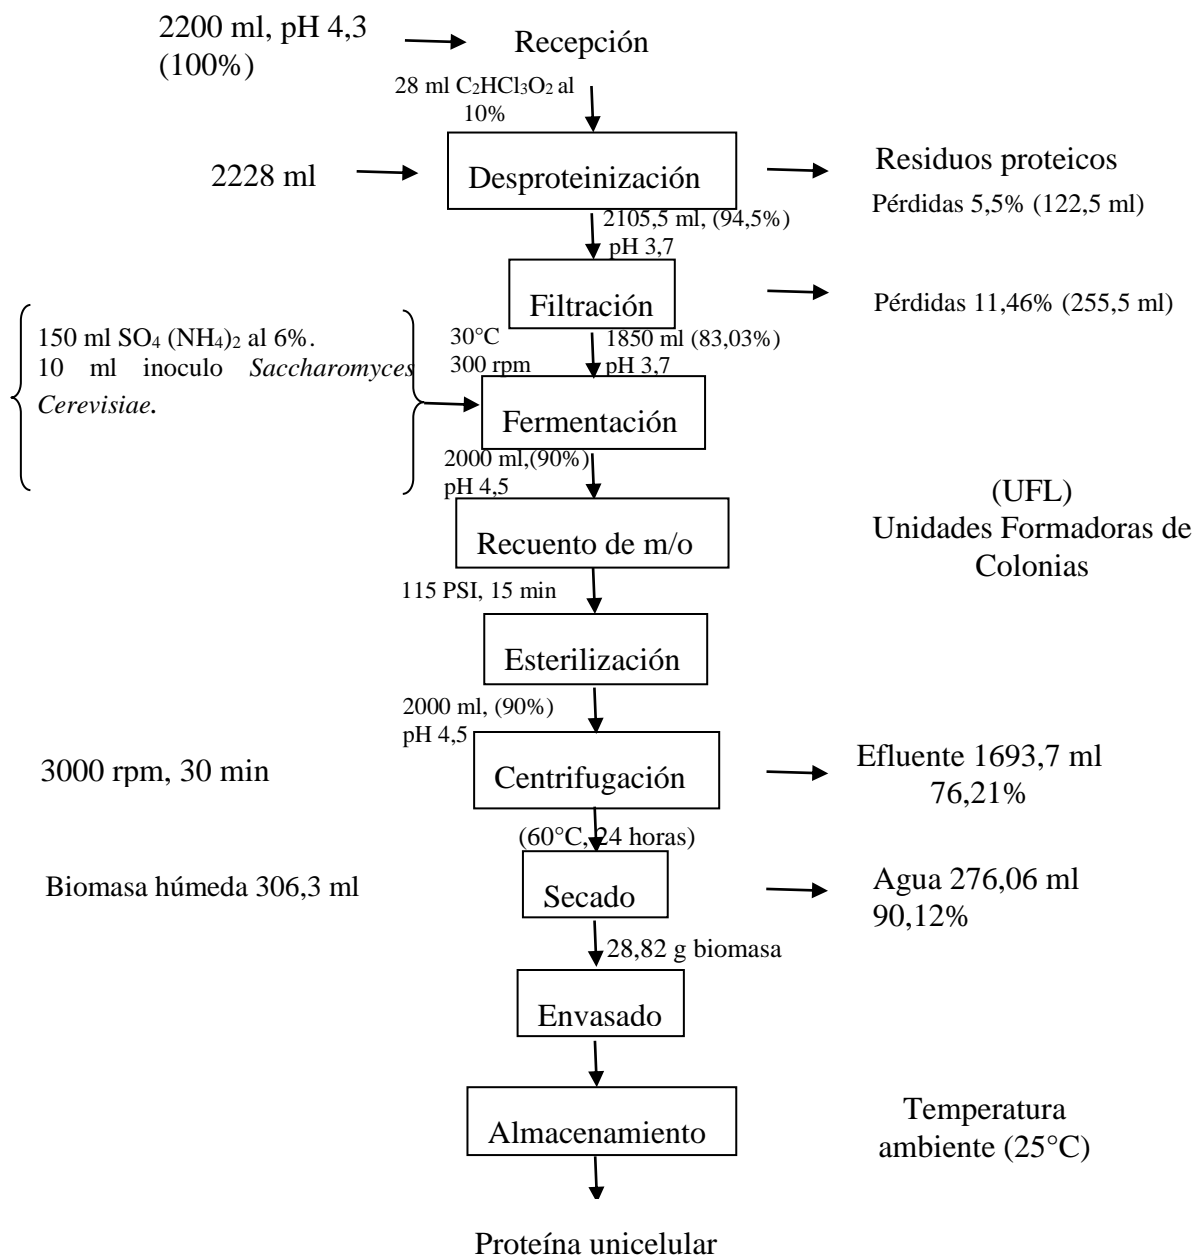 2200 ml, pH 4,3
(100%)
Recepción
28 ml C₂HCl₃O₂ al
10%
2228 ml
Desproteinización
Residuos proteicos
Pérdidas 5,5% (122,5 ml)
2105,5 ml, (94,5%)
pH 3,7
Filtración
Pérdidas 11,46% (255,5 ml)
150 ml SO₄ (NH₄)₂ al 6%.
10 ml inoculo Saccharomyces
Cerevisiae.
30°C
300 rpm
1850 ml (83,03%)
pH 3,7
Fermentación
2000 ml,(90%)
pH 4,5
Recuento de m/o
(UFL)
Unidades Formadoras de
Colonias
115 PSI, 15 min
Esterilización
2000 ml, (90%)
pH 4,5
3000 rpm, 30 min
Centrifugación
Efluente 1693,7 ml
76,21%
(60°C, 24 horas)
Biomasa húmeda 306,3 ml
Secado
Agua 276,06 ml
90,12%
28,82 g biomasa
Envasado
Almacenamiento
Temperatura
ambiente (25°C)
Proteína unicelular